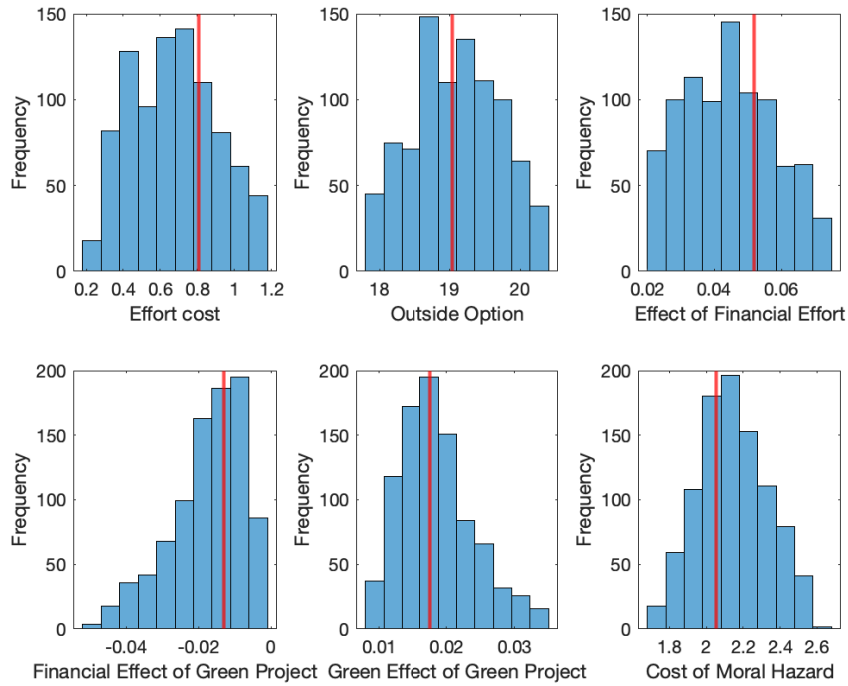 150
100
50
0
Frequency
0.2 0.4 0.6 0.8 1 1.2
Effort cost
150
100
50
0
Frequency
18 19 20
Outside Option
150
100
50
0
Frequency
0.02 0.04 0.06
Effect of Financial Effort
200
150
100
50
0
Frequency
-0.04 -0.02 0
Financial Effect of Green Project
200
150
100
50
0
Frequency
0.01 0.02 0.03
Green Effect of Green Project
200
150
100
50
0
Frequency
1.8 2 2.2 2.4 2.6
Cost of Moral Hazard